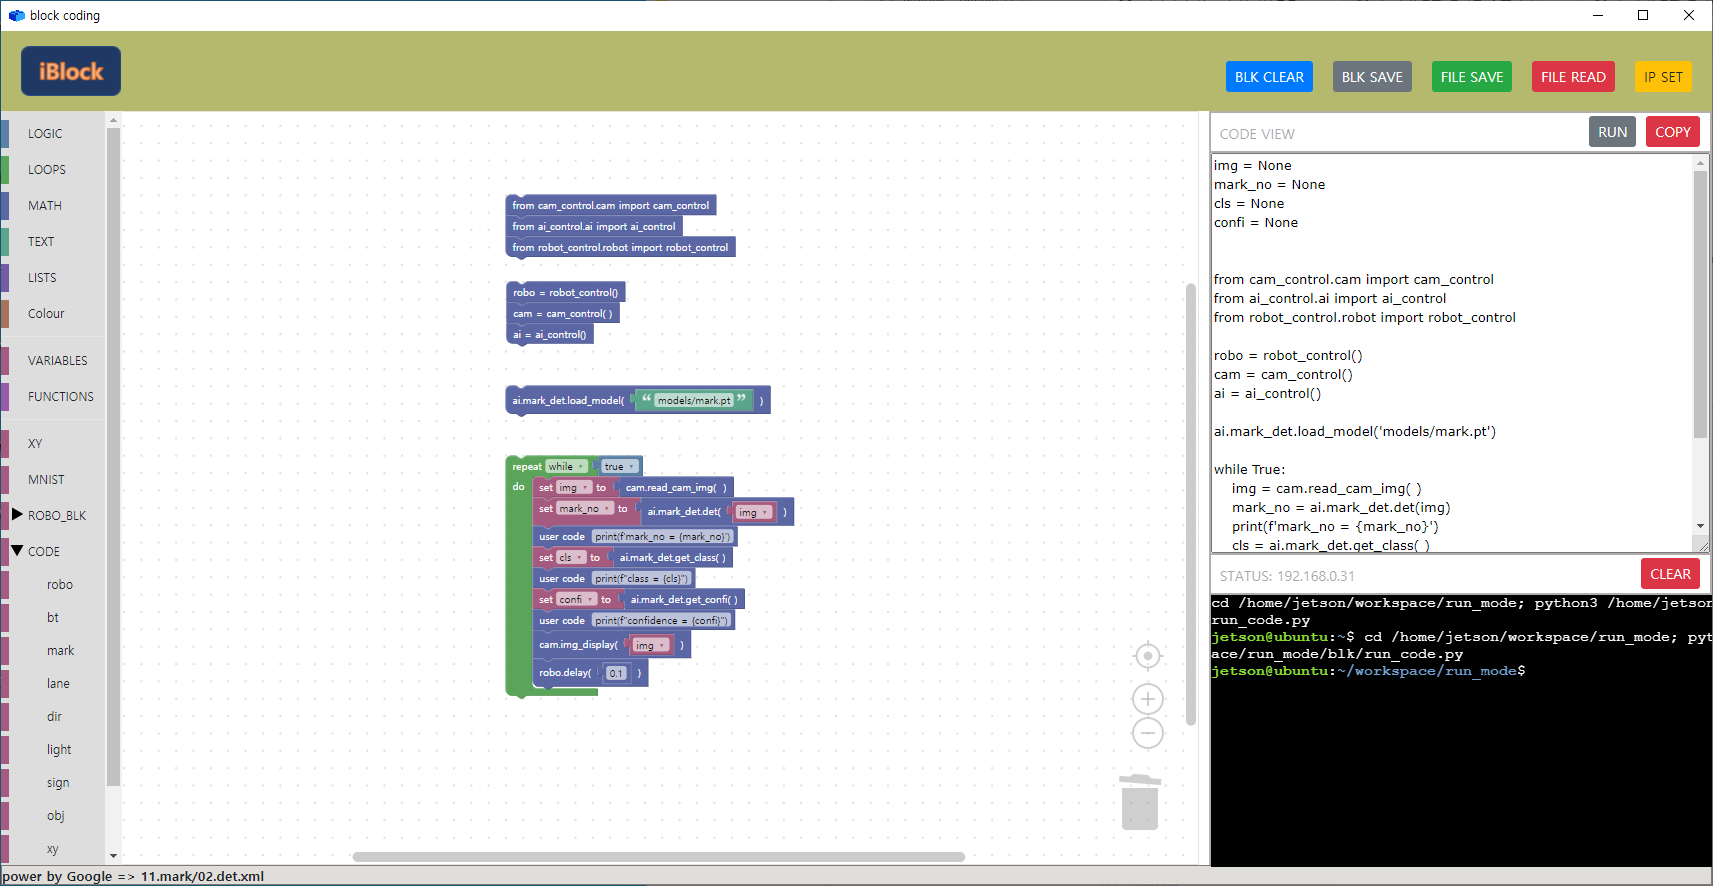 block coding
iBlock
BLK CLEAR
BLK SAVE
FILE SAVE
FILE READ
IP SET
LOGIC
LOOPS
MATH
TEXT
LISTS
Colour
VARIABLES
FUNCTIONS
XY
MNIST
ROBO_BLK
CODE
robo
bt
mark
lane
dir
light
sign
obj
xy
from cam_control.cam import cam_control
from ai_control.ai import ai_control
from robot_control.robot import robot_control
robo = robot_control()
cam = cam_control( )
ai = ai_control()
ai.mark_det.load_model( “ models/mark.pt ” )
repeat while true
do
set img to cam.read_cam_img( )
set mark_no to ai.mark_det.det( img )
user code print(f'mark_no = {mark_no}')
set cls to ai.mark_det.get_class( )
user code print(f"class = {cls}")
set confi to ai.mark_det.get_confi( )
user code print(f"confidence = {confi}")
cam.img_display( img )
robo.delay( 0.1 )
CODE VIEW
RUN
COPY
img = None
mark_no = None
cls = None
confi = None
from cam_control.cam import cam_control
from ai_control.ai import ai_control
from robot_control.robot import robot_control
robo = robot_control()
cam = cam_control()
ai = ai_control()
ai.mark_det.load_model('models/mark.pt')
while True:
img = cam.read_cam_img( )
mark_no = ai.mark_det.det(img)
print(f'mark_no = {mark_no}')
cls = ai.mark_det.get_class( )
STATUS: 192.168.0.31
CLEAR
cd /home/jetson/workspace/run_mode; python3 /home/jetson
run_code.py
jetson@ubuntu:~$ cd /home/jetson/workspace/run_mode; pyt
ace/run_mode/blk/run_code.py
jetson@ubuntu:~/workspace/run_mode$
power by Google => 11.mark/02.det.xml